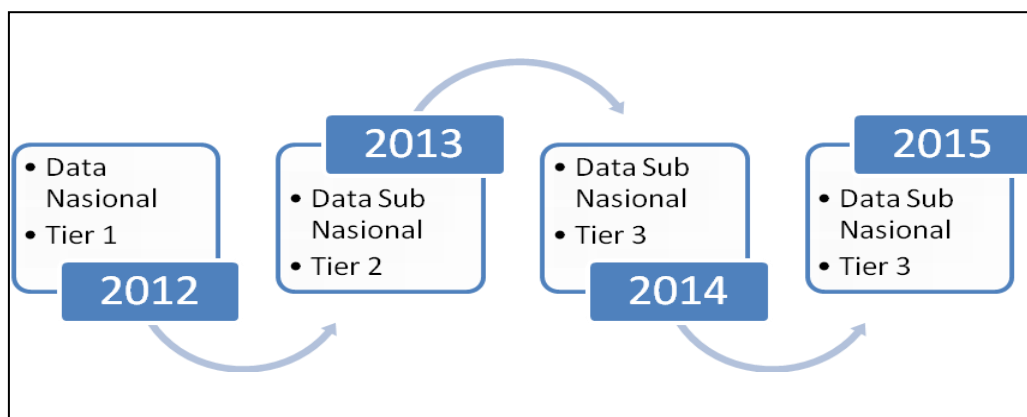 • Data
Nasional
• Tier 1
2012
2013
• Data Sub
Nasional
• Tier 2
• Data Sub
Nasional
• Tier 3
2014
2015
• Data Sub
Nasional
• Tier 3